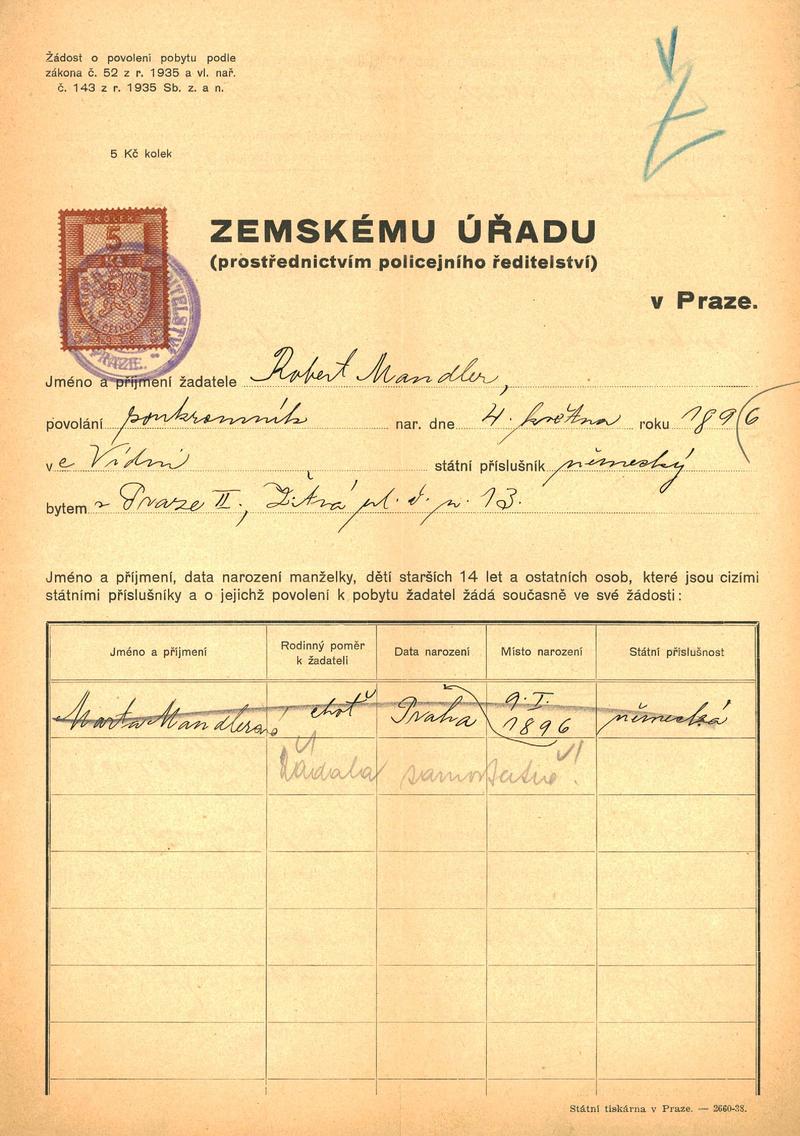 Žádost o povolení pobytu podle
zákona č. 52 z r. 1935 a vl. nař.
č. 143 z r. 1935 Sb. z. a n.
5 Kč kolek
KOLEK
5
Kč
PRAZE.
ZEMSKÉMU ÚŘADU
(prostřednictvím policejního ředitelství)
v Praze.
Jméno a příjmení žadatele Robert Mandler,
povolání soukromník nar. dne 4. května roku 1896
v e Vídni státní příslušník německý
bytem v Praze II., Žitná ul. č. p. 13.
Jméno a příjmení, data narození manželky, dětí starších 14 let a ostatních osob, které jsou cizími
státními příslušníky a o jejichž povolení k pobytu žadatel žádá současně ve své žádosti:
Jméno a příjmení Rodinný poměr k žadateli Data narození Místo narození Státní příslušnost
Marta Mandlerová choť Praha 9. I. 1896 německá
Žádala samostatně!
Státní tiskárna v Praze. — 2660-38.